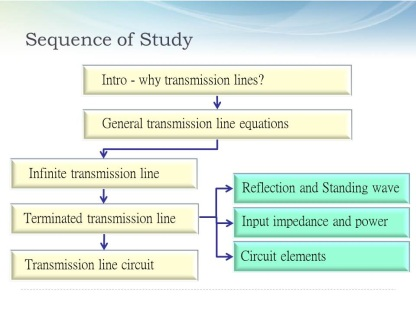 Sequence of Study
Intro - why transmission lines?
General transmission line equations
Infinite transmission line
Terminated transmission line
Transmission line circuit
Reflection and Standing wave
Input impedance and power
Circuit elements